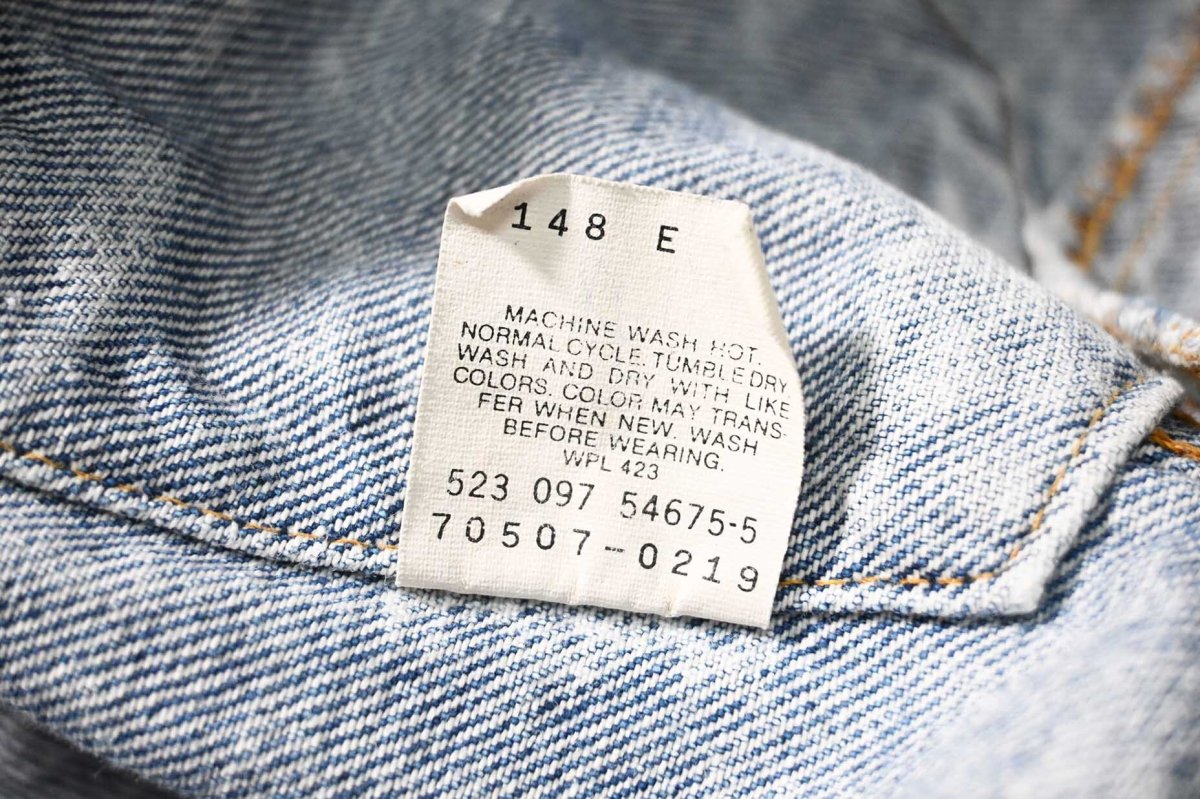 148 E
MACHINE WASH HOT.
NORMAL CYCLE. TUMBLE DRY
WASH AND DRY WITH LIKE
COLORS. COLOR MAY TRANS-
FER WHEN NEW, WASH
BEFORE WEARING.
WPL 423
523 097 54675-5
70507-0219